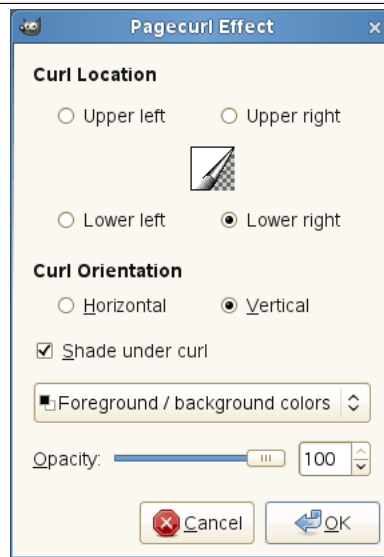 Pagecurl Effect
Curl Location
Upper left Upper right
Lower left Lower right
Curl Orientation
Horizontal Vertical
Shade under curl
Foreground / background colors
Opacity: 100
Cancel OK